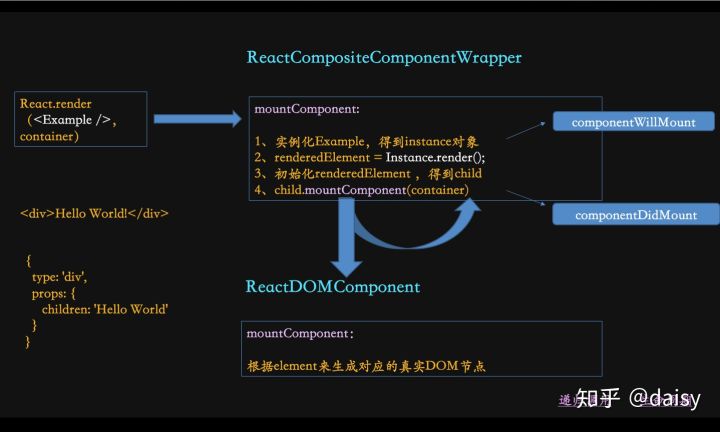 ReactCompositeComponentWrapper
React.render
(<Example />,
container)
mountComponent:
1、实例化Example，得到instance对象
2、renderedElement = Instance.render();
3、初始化renderedElement ，得到child
4、child.mountComponent(container)
componentWillMount
componentDidMount
<div>Hello World!</div>
{
type: 'div',
props: {
children: 'Hello World'
}
}
ReactDOMComponent
mountComponent：
根据element来生成对应的真实DOM节点
知乎 @daisy